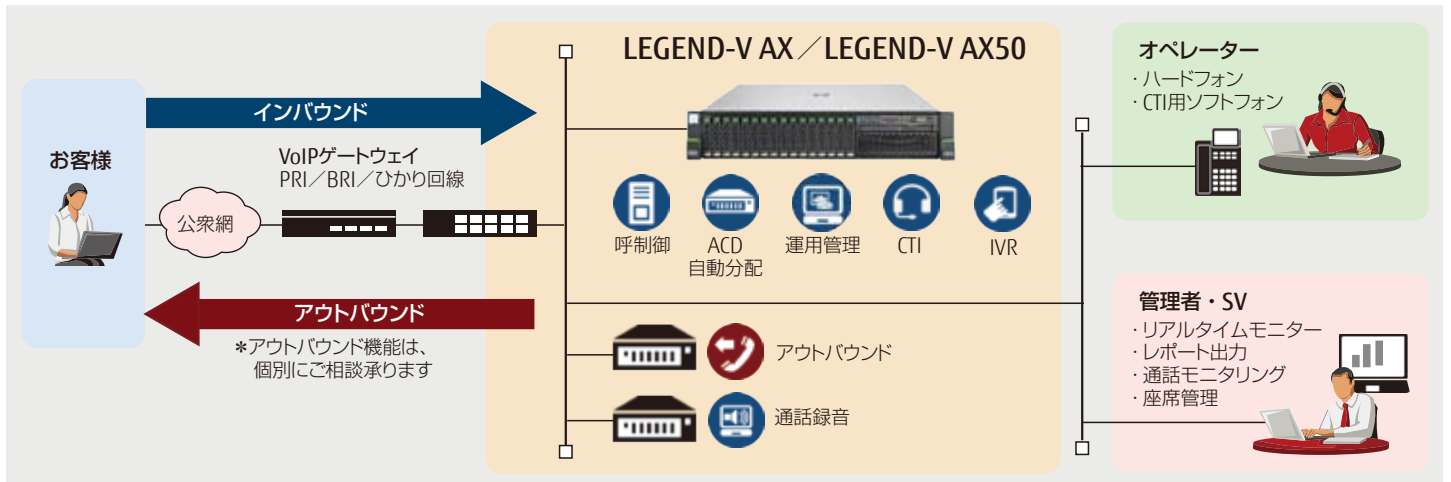 LEGEND-V AX／LEGEND-V AX50
お客様
インバウンド
VoIPゲートウェイ
PRI／BRI／ひかり回線
公衆網
アウトバウンド
＊アウトバウンド機能は、
個別にご相談承ります
呼制御
ACD
自動分配
運用管理
CTI
IVR
アウトバウンド
通話録音
オペレーター
・ハードフォン
・CTI用ソフトフォン
管理者・SV
・リアルタイムモニター
・レポート出力
・通話モニタリング
・座席管理